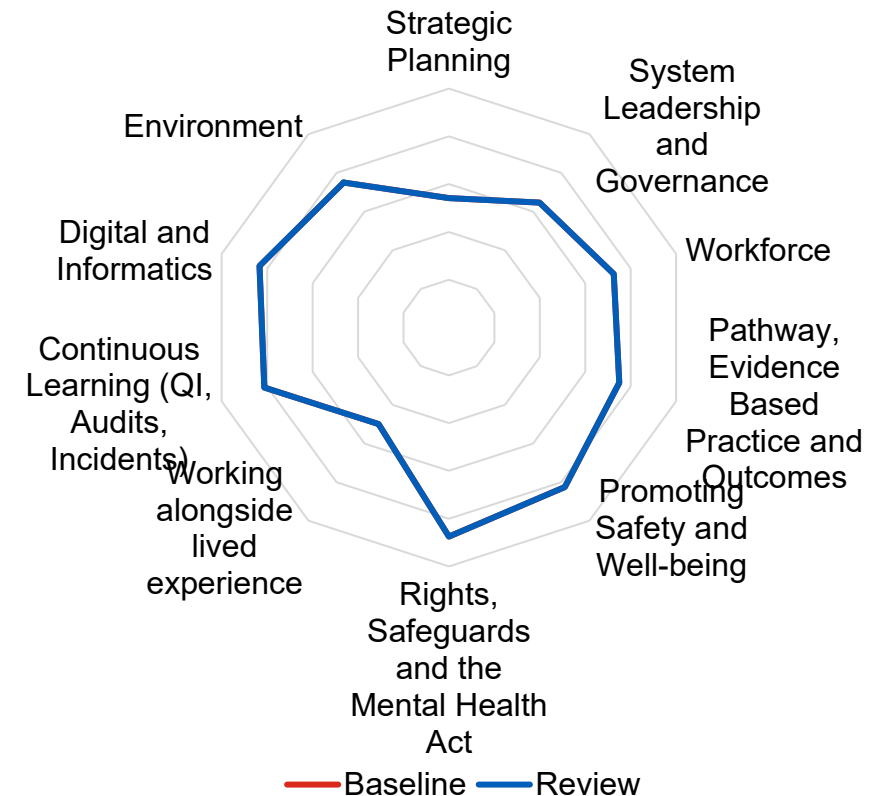 Strategic
Planning
System
Leadership
and
Governance
Workforce
Pathway,
Evidence
Based
Practice and
Outcomes
Promoting
Safety and
Well-being
Rights,
Safeguards
and the
Mental Health
Act
Working
alongside
lived
experience
Continuous
Learning (QI,
Audits,
Incidents)
Digital and
Informatics
Environment
Baseline
Review